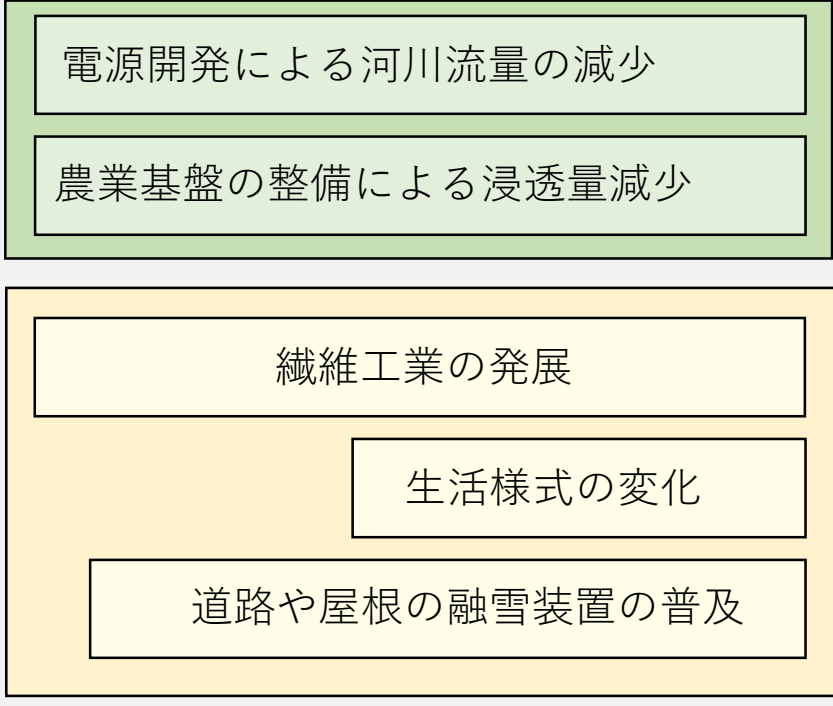 電源開発による河川流量の減少
農業基盤の整備による浸透量減少
繊維工業の発展
生活様式の変化
道路や屋根の融雪装置の普及